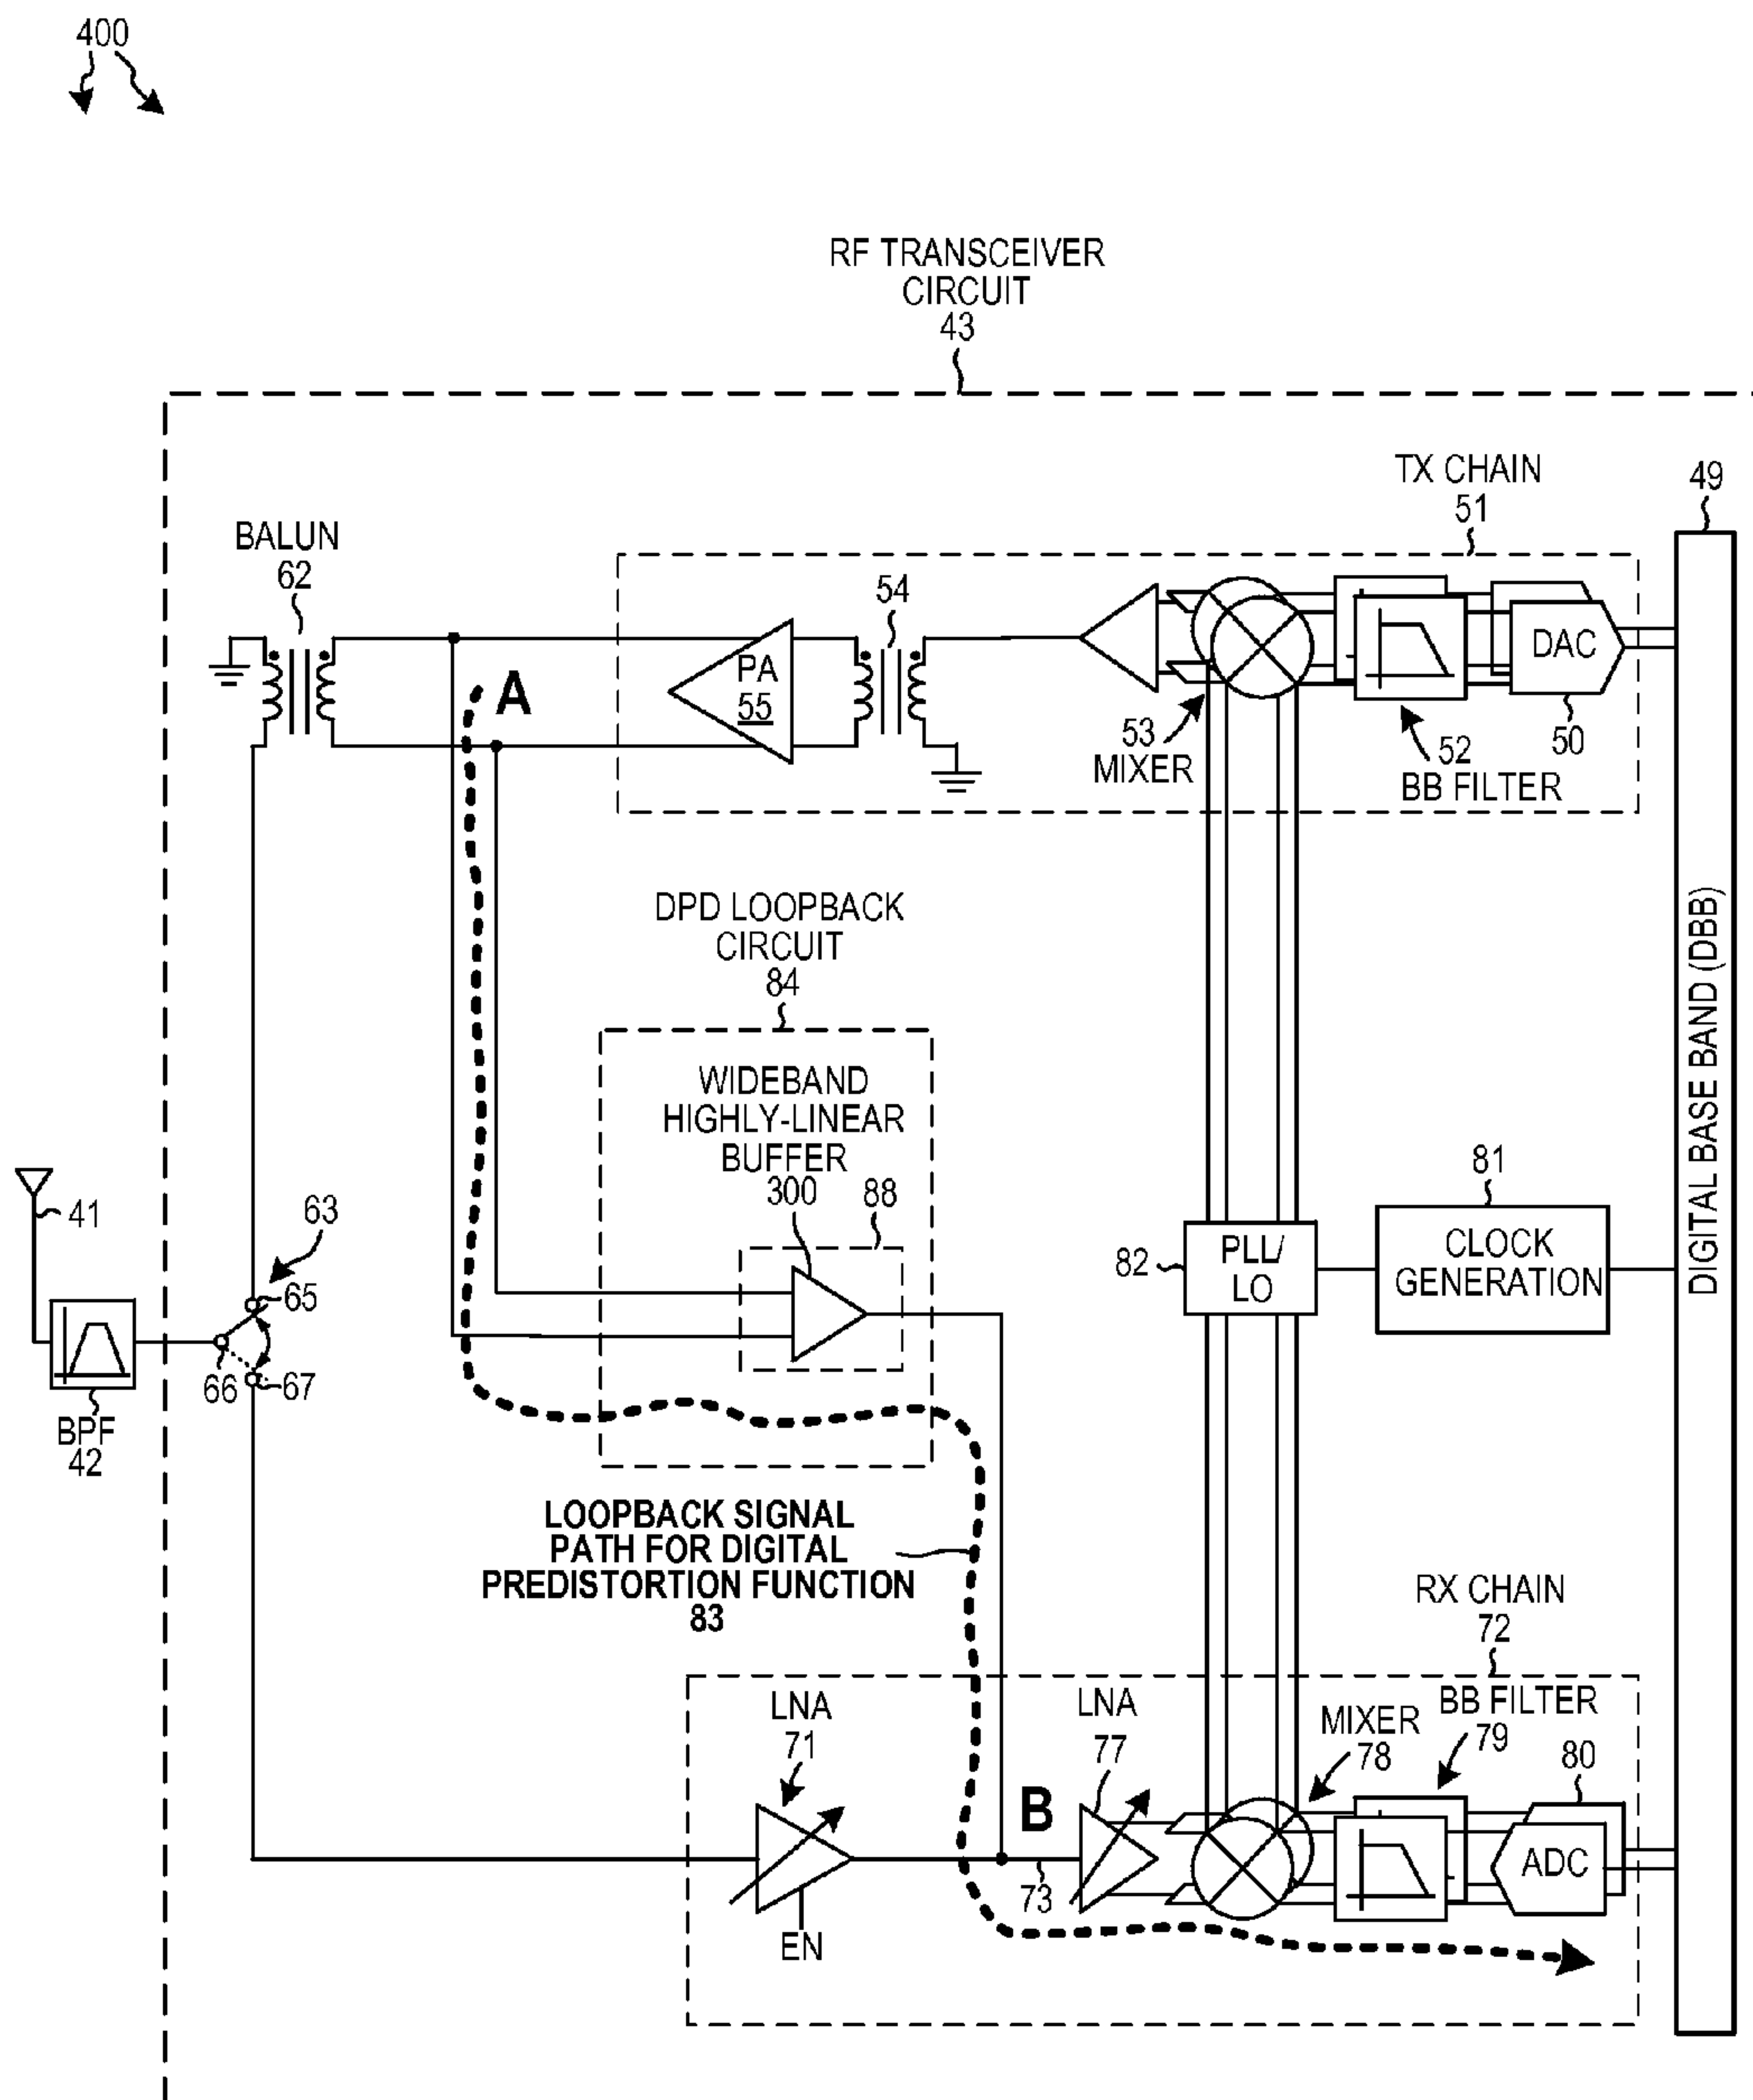 400
RF TRANSCEIVER
CIRCUIT
43
TX CHAIN
51
49
BALUN
62
54
PA
55
DAC
53
MIXER
52
BB FILTER
50
A
DPD LOOPBACK
CIRCUIT
84
WIDEBAND
HIGHLY-LINEAR
BUFFER
300
88
DIGITAL BASE BAND (DBB)
41
63
65
66
67
BPF
42
82
PLL/
LO
81
CLOCK
GENERATION
LOOPBACK SIGNAL
PATH FOR DIGITAL
PREDISTORTION FUNCTION
83
RX CHAIN
72
LNA
71
LNA
77
MIXER
78
BB FILTER
79
80
B
73
ADC
EN